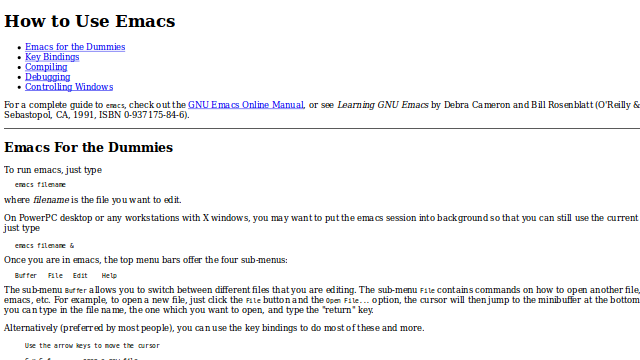 How to Use Emacs
Emacs for the Dummies
Key Bindings
Compiling
Debugging
Controlling Windows
For a complete guide to emacs, check out the GNU Emacs Online Manual, or see Learning GNU Emacs by Debra Cameron and Bill Rosenblatt (O'Reilly &
Sebastopol, CA, 1991, ISBN 0-937175-84-6).
Emacs For the Dummies
To run emacs, just type
emacs filename
where filename is the file you want to edit.
On PowerPC desktop or any workstations with X windows, you may want to put the emacs session into background so that you can still use the current
just type
emacs filename &
Once you are in emacs, the top menu bars offer the four sub-menus:
Buffer File Edit Help
The sub-menu Buffer allows you to switch between different files that you are editing. The sub-menu File contains commands on how to open another file,
emacs, etc. For example, to open a new file, just click the File button and the Open File... option, the cursor will then jump to the minibuffer at the bottom
you can type in the file name, the one which you want to open, and type the "return" key.
Alternatively (preferred by most people), you can use the key bindings to do most of these and more.
Use the arrow keys to move the cursor